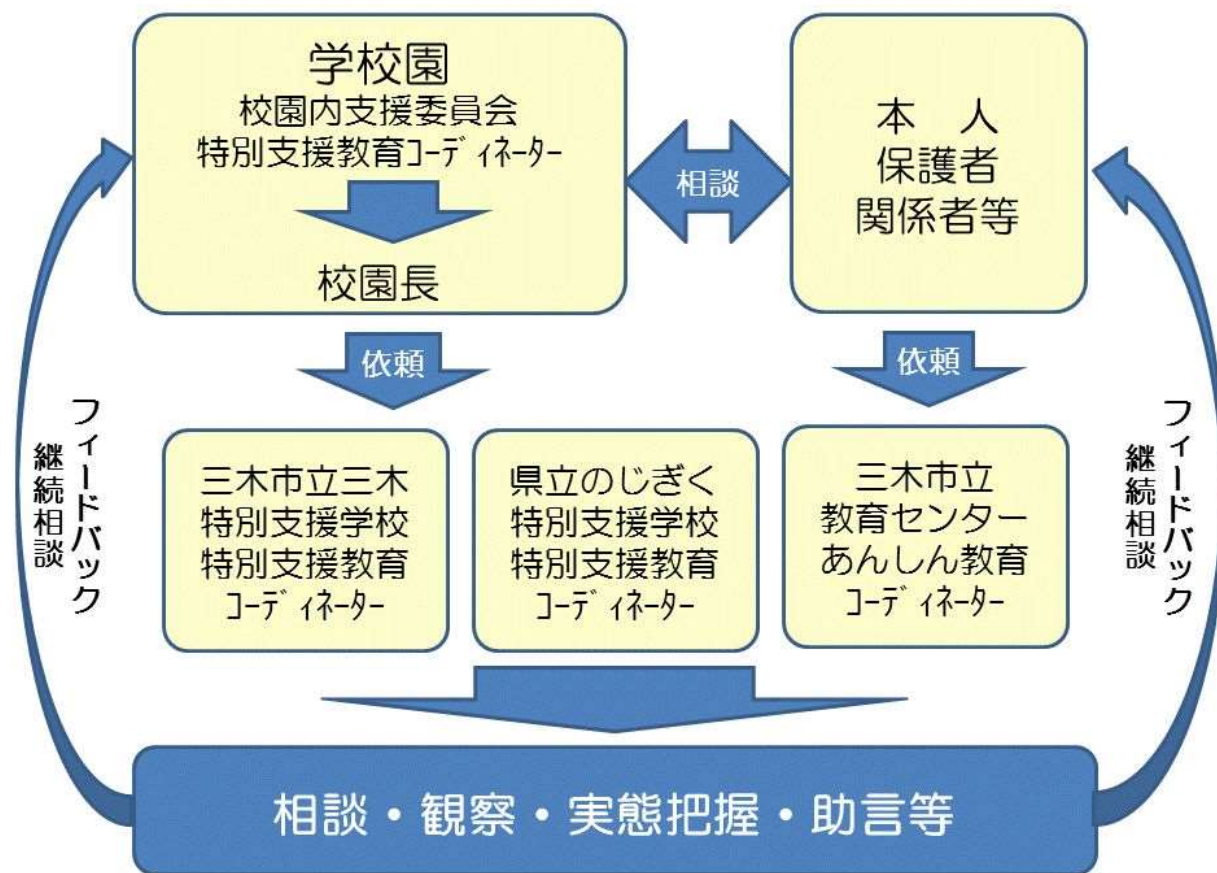 学校園
校園内支援委員会
特別支援教育ｺｰﾃﾞｨﾈｰﾀｰ
校園長
相談
本　人
保護者
関係者等
依頼
依頼
三木市立三木
特別支援学校
特別支援教育
ｺｰﾃﾞｨﾈｰﾀｰ
県立のじぎく
特別支援学校
特別支援教育
ｺｰﾃﾞｨﾈｰﾀｰ
三木市立
教育センター
あんしん教育
ｺｰﾃﾞｨﾈｰﾀｰ
フィードバック
継続相談
フィードバック
継続相談
相談・観察・実態把握・助言等